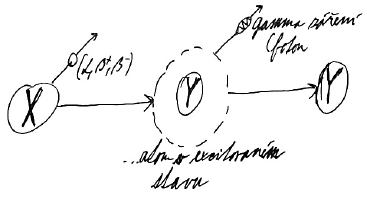 gamma záření
foton
(α, β⁺, β⁻)
X
Y
Y
...atom v excitovaném
stavu